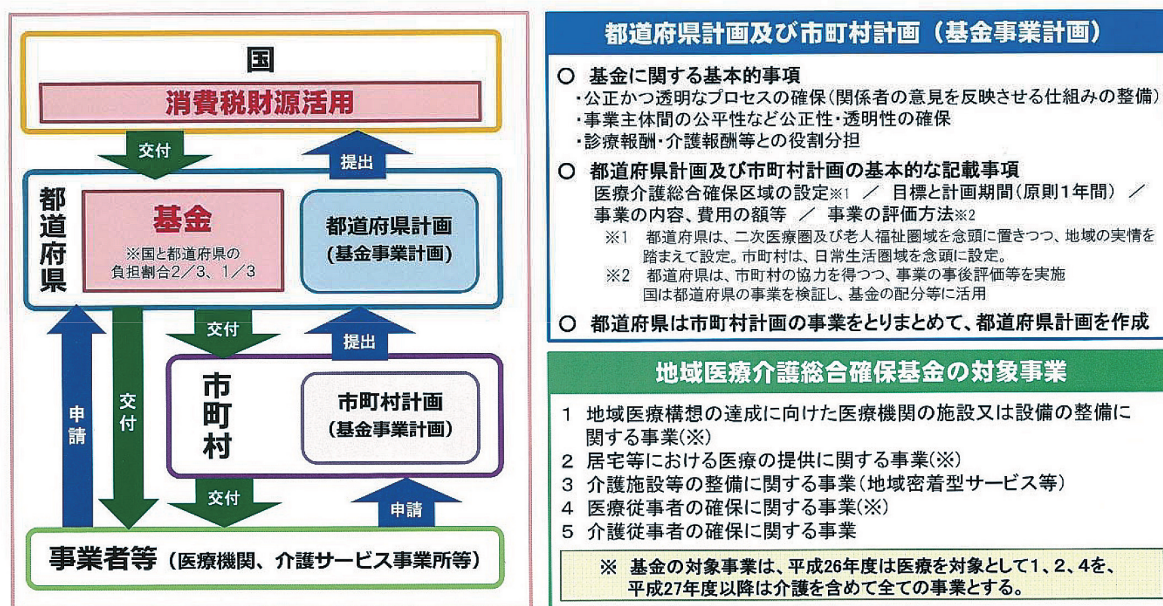 国
消費税財源活用
交付
提出
都道府県
基金
※国と都道府県の
負担割合2/3、1/3
都道府県計画
(基金事業計画)
申請
交付
交付
提出
市町村
市町村計画
(基金事業計画)
交付
申請
事業者等（医療機関、介護サービス事業所等）
都道府県計画及び市町村計画（基金事業計画）
○ 基金に関する基本的事項
・公正かつ透明なプロセスの確保(関係者の意見を反映させる仕組みの整備)
・事業主体間の公平性など公正性・透明性の確保
・診療報酬・介護報酬等との役割分担
○ 都道府県計画及び市町村計画の基本的な記載事項
医療介護総合確保区域の設定※1 / 目標と計画期間(原則1年間) /
事業の内容、費用の額等 / 事業の評価方法※2
※1 都道府県は、二次医療圏及び老人福祉圏域を念頭に置きつつ、地域の実情を
踏まえて設定。市町村は、日常生活圏域を念頭に設定。
※2 都道府県は、市町村の協力を得つつ、事業の事後評価等を実施
国は都道府県の事業を検証し、基金の配分等に活用
○ 都道府県は市町村計画の事業をとりまとめて、都道府県計画を作成
地域医療介護総合確保基金の対象事業
1 地域医療構想の達成に向けた医療機関の施設又は設備の整備に
関する事業(※)
2 居宅等における医療の提供に関する事業(※)
3 介護施設等の整備に関する事業(地域密着型サービス等)
4 医療従事者の確保に関する事業(※)
5 介護従事者の確保に関する事業
※ 基金の対象事業は、平成26年度は医療を対象として1、2、4を、
平成27年度以降は介護を含めて全ての事業とする。